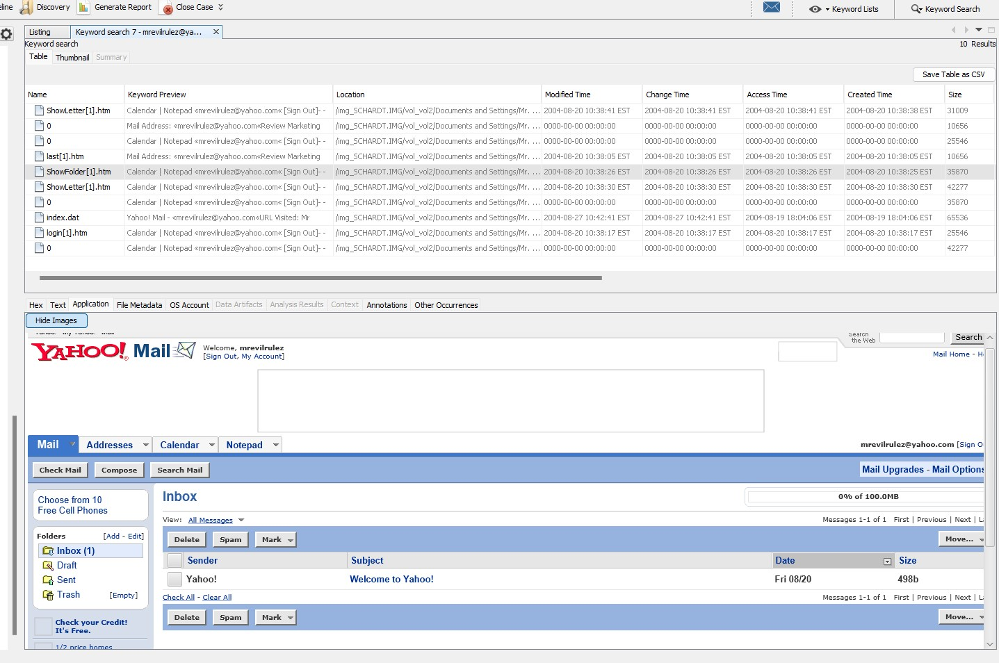 eline Discovery Generate Report Close Case Keyword Lists Keyword Search
Listing Keyword search 7 - mrevilrulez@ya... ×
Keyword search 10 Results
Table Thumbnail Summary
Save Table as CSV
Name Keyword Preview Location Modified Time Change Time Access Time Created Time Size
ShowLetter[1].htm Calendar | Notepad «mrevilrulez@yahoo.com« [Sign Out]- - /img_SCHARDT.IMG/vol_vol2/Documents and Settings/Mr. ... 2004-08-20 10:38:41 EST 2004-08-20 10:38:41 EST 2004-08-20 10:38:41 EST 2004-08-20 10:38:38 EST 31009
0 Mail Address: «mrevilrulez@yahoo.com«Review Marketing /img_SCHARDT.IMG/vol_vol2/Documents and Settings/Mr. ... 0000-00-00 00:00:00 0000-00-00 00:00:00 0000-00-00 00:00:00 0000-00-00 00:00:00 10656
0 Calendar | Notepad «mrevilrulez@yahoo.com« [Sign Out]- - /img_SCHARDT.IMG/vol_vol2/Documents and Settings/Mr. ... 0000-00-00 00:00:00 0000-00-00 00:00:00 0000-00-00 00:00:00 0000-00-00 00:00:00 25546
last[1].htm Mail Address: «mrevilrulez@yahoo.com«Review Marketing /img_SCHARDT.IMG/vol_vol2/Documents and Settings/Mr. ... 2004-08-20 10:38:05 EST 2004-08-20 10:38:05 EST 2004-08-20 10:38:05 EST 2004-08-20 10:38:05 EST 10656
ShowFolder[1].htm Calendar | Notepad «mrevilrulez@yahoo.com« [Sign Out]- - /img_SCHARDT.IMG/vol_vol2/Documents and Settings/Mr. ... 2004-08-20 10:38:26 EST 2004-08-20 10:38:26 EST 2004-08-20 10:38:26 EST 2004-08-20 10:38:25 EST 35870
ShowLetter[1].htm Calendar | Notepad «mrevilrulez@yahoo.com« [Sign Out]- - /img_SCHARDT.IMG/vol_vol2/Documents and Settings/Mr. ... 2004-08-20 10:38:30 EST 2004-08-20 10:38:30 EST 2004-08-20 10:38:30 EST 2004-08-20 10:38:30 EST 42277
0 Calendar | Notepad «mrevilrulez@yahoo.com« [Sign Out]- - /img_SCHARDT.IMG/vol_vol2/Documents and Settings/Mr. ... 0000-00-00 00:00:00 0000-00-00 00:00:00 0000-00-00 00:00:00 0000-00-00 00:00:00 35870
index.dat Yahoo! Mail - «mrevilrulez@yahoo.com«URL Visited: Mr /img_SCHARDT.IMG/vol_vol2/Documents and Settings/Mr. ... 2004-08-27 10:42:41 EST 2004-08-27 10:42:41 EST 2004-08-19 18:04:06 EST 2004-08-19 18:04:06 EST 65536
login[1].htm Calendar | Notepad «mrevilrulez@yahoo.com« [Sign Out]- - /img_SCHARDT.IMG/vol_vol2/Documents and Settings/Mr. ... 2004-08-20 10:38:17 EST 2004-08-20 10:38:17 EST 2004-08-20 10:38:17 EST 2004-08-20 10:38:17 EST 25546
0 Calendar | Notepad «mrevilrulez@yahoo.com« [Sign Out]- - /img_SCHARDT.IMG/vol_vol2/Documents and Settings/Mr. ... 0000-00-00 00:00:00 0000-00-00 00:00:00 0000-00-00 00:00:00 0000-00-00 00:00:00 42277
Hex Text Application File Metadata OS Account Data Artifacts Analysis Results Context Annotations Other Occurrences
Hide Images
Yahoo! My Yahoo! Mail Search
the Web Search
YAHOO! Mail Welcome, mrevilrulez
[Sign Out, My Account] Mail Home - H
Mail Addresses Calendar Notepad mrevilrulez@yahoo.com [Sign O
Check Mail Compose Search Mail Mail Upgrades - Mail Options
Choose from 10
Free Cell Phones
Inbox 0% of 100.0MB
View: All Messages Messages 1-1 of 1 First | Previous | Next | La
Folders [Add - Edit]
Delete Spam Mark Move...
Inbox (1)
Sender Subject Date Size
Draft
Yahoo! Welcome to Yahoo! Fri 08/20 498b
Sent
Trash [Empty]
Check All - Clear All Messages 1-1 of 1 First | Previous | Next | La
Delete Spam Mark Move...
Check your Credit!
It's Free.
1/2 price homes